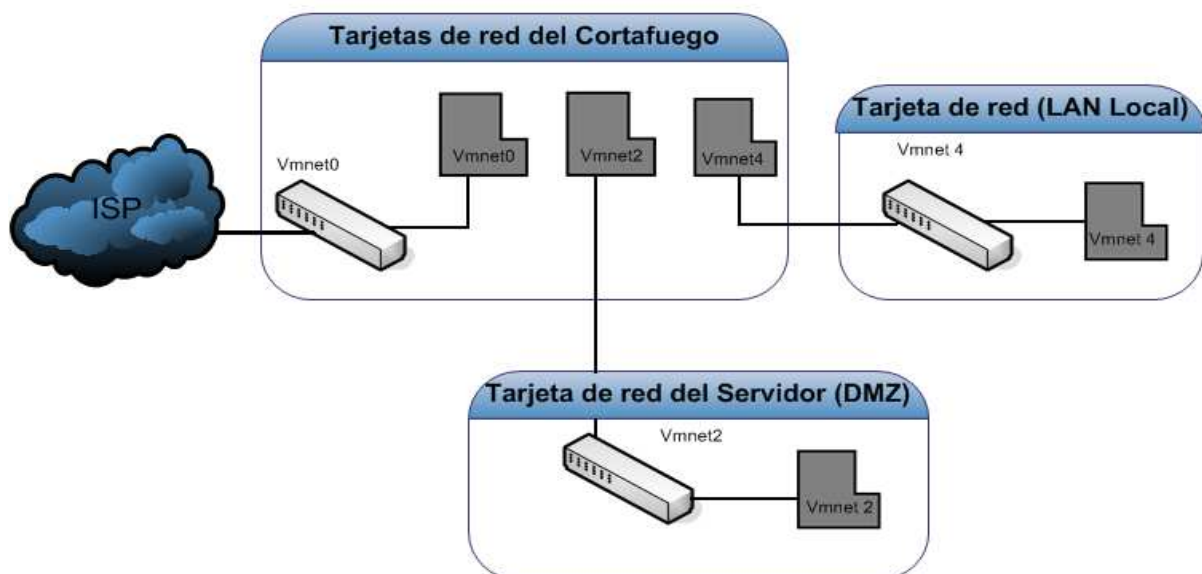 Tarjetas de red del Cortafuego
Vmnet0
Vmnet0
Vmnet2
Vmnet4
ISP
Tarjeta de red (LAN Local)
Vmnet 4
Vmnet 4
Tarjeta de red del Servidor (DMZ)
Vmnet2
Vmnet 2